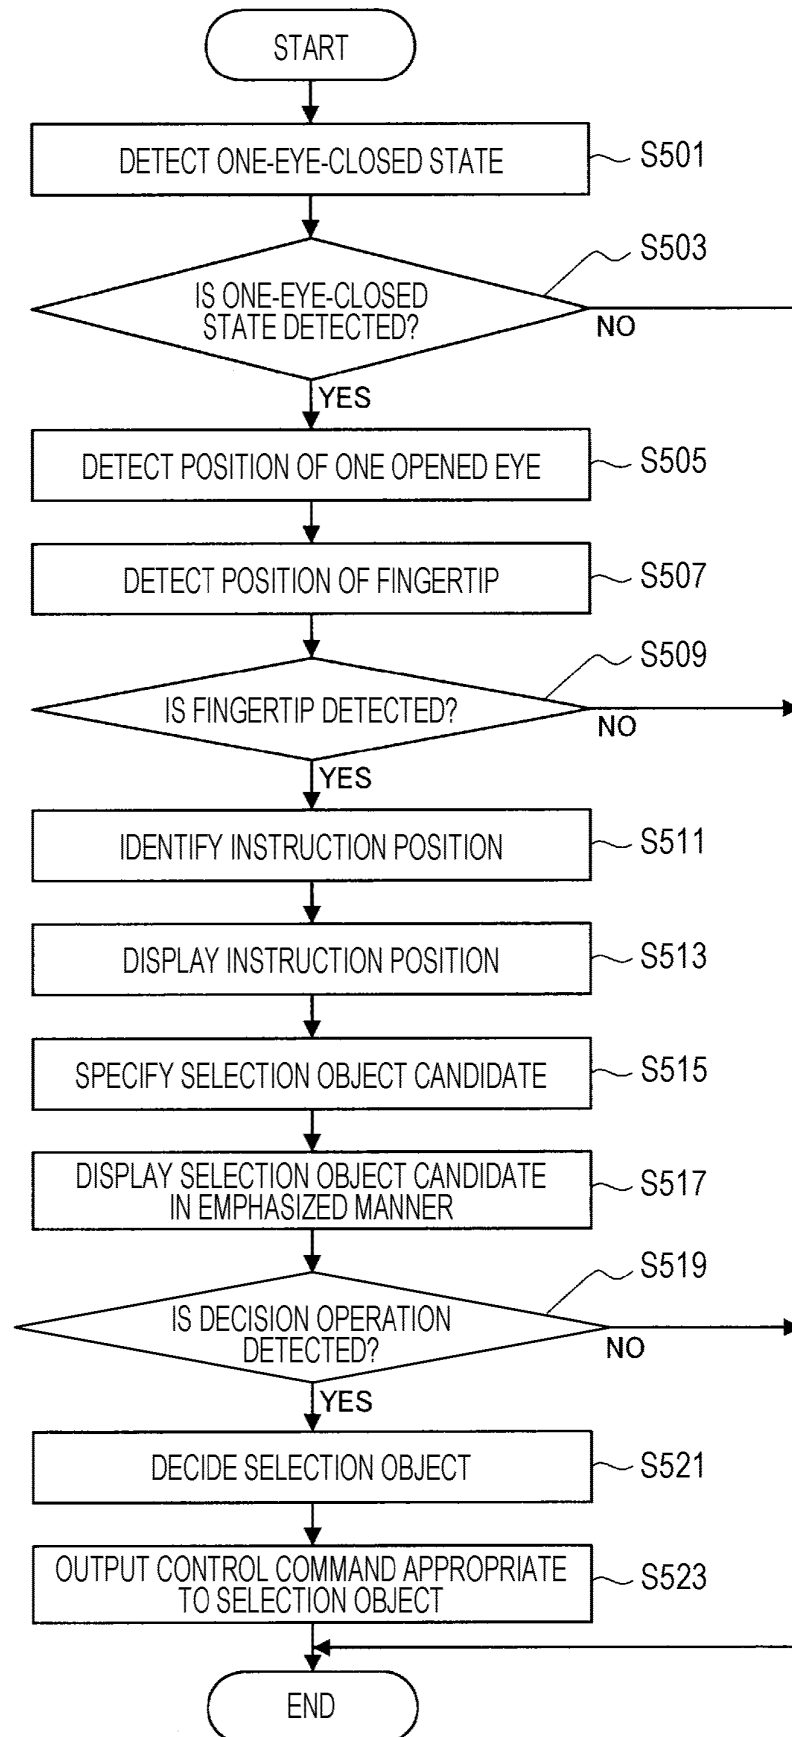 START
DETECT ONE-EYE-CLOSED STATE
S501
S503
IS ONE-EYE-CLOSED
STATE DETECTED?
NO
YES
DETECT POSITION OF ONE OPENED EYE
S505
DETECT POSITION OF FINGERTIP
S507
S509
IS FINGERTIP DETECTED?
NO
YES
IDENTIFY INSTRUCTION POSITION
S511
DISPLAY INSTRUCTION POSITION
S513
SPECIFY SELECTION OBJECT CANDIDATE
S515
DISPLAY SELECTION OBJECT CANDIDATE
IN EMPHASIZED MANNER
S517
S519
IS DECISION OPERATION
DETECTED?
NO
YES
DECIDE SELECTION OBJECT
S521
OUTPUT CONTROL COMMAND APPROPRIATE
TO SELECTION OBJECT
S523
END